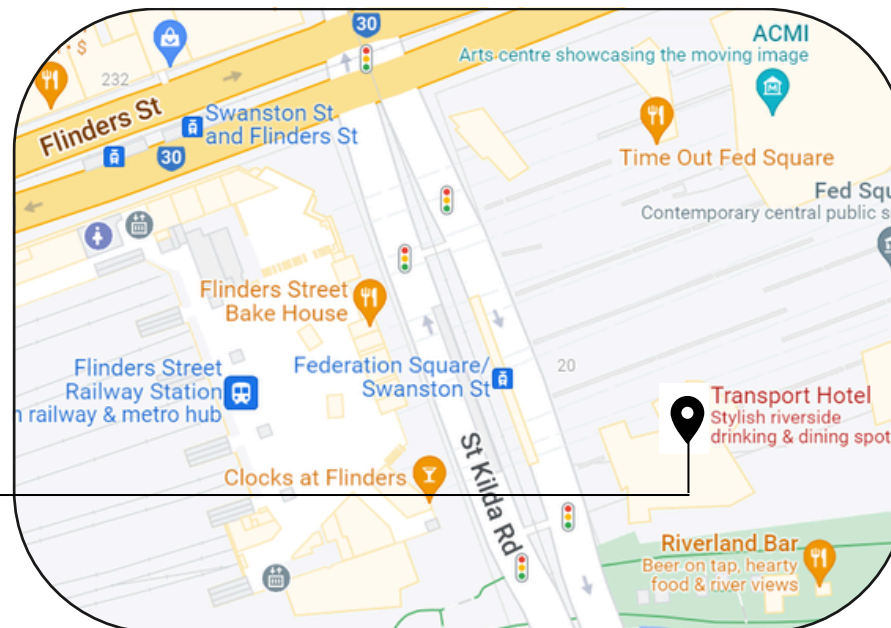 30
ACMI
Arts centre showcasing the moving image
$
232
Flinders St
Swanston St
and Flinders St
30
Time Out Fed Square
Fed Squ
Contemporary central public s
Flinders Street
Bake House
Flinders Street
Railway Station
n railway & metro hub
Federation Square/
Swanston St
20
Transport Hotel
Stylish riverside
drinking & dining spot
Clocks at Flinders
St Kilda Rd
Riverland Bar
Beer on tap, hearty
food & river views